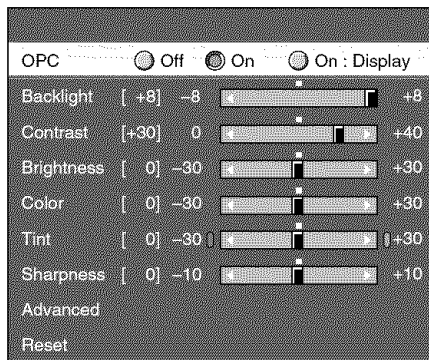 OPC Off On On : Display
Backlight [ +8] −8 +8
Contrast [+30] 0 +40
Brightness [ 0] −30 +30
Color [ 0] −30 +30
Tint [ 0] −30 +30
Sharpness [ 0] −10 +10
Advanced
Reset